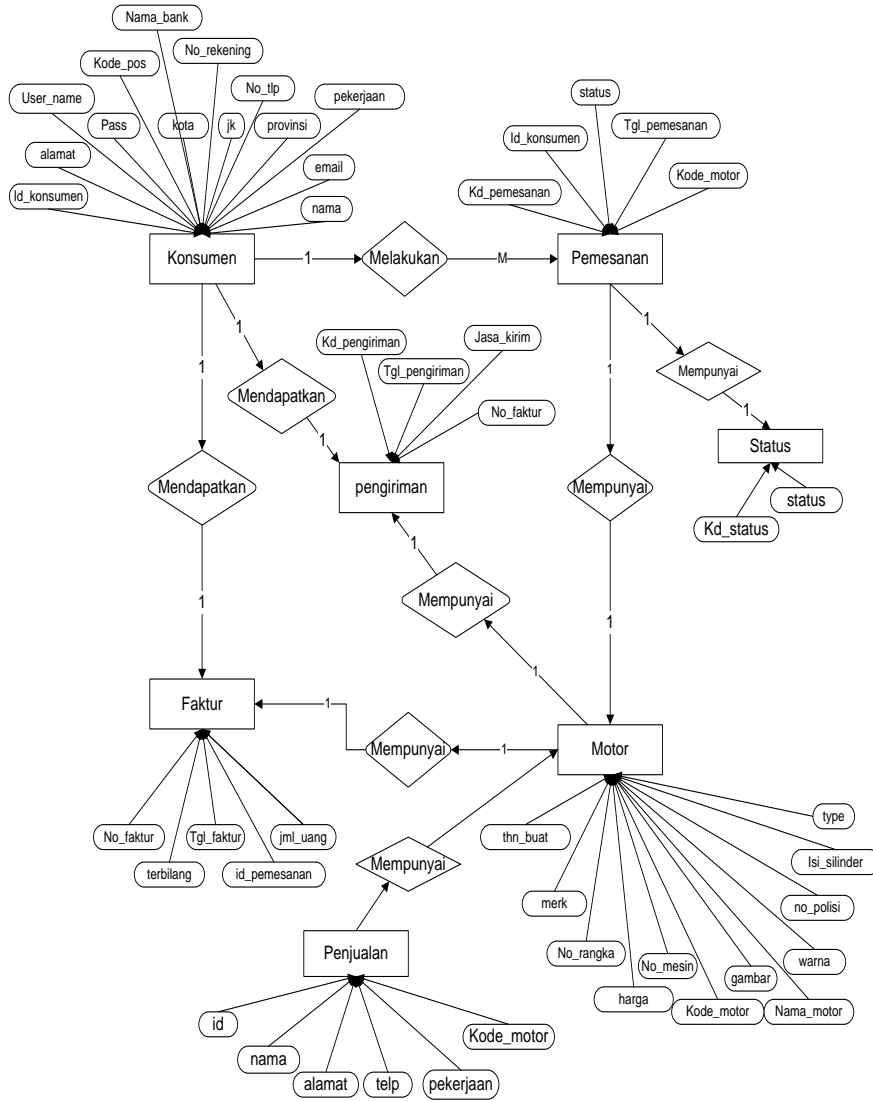 Nama_bank
No_rekening
Kode_pos
No_tlp
User_name
pekerjaan
Pass
kota
jk
provinsi
alamat
email
Id_konsumen
nama
status
Id_konsumen
Tgl_pemesanan
Kd_pemesanan
Kode_motor
Konsumen
1
Melakukan
M
Pemesanan
1
1
1
1
Mendapatkan
1
Kd_pengiriman
Jasa_kirim
Tgl_pengiriman
No_faktur
pengiriman
Mempunyai
1
Status
Kd_status
status
Mendapatkan
Mempunyai
1
Mempunyai
1
1
1
Faktur
1
Mempunyai
1
Motor
No_faktur
Tgl_faktur
jml_uang
terbilang
id_pemesanan
Mempunyai
thn_buat
type
Isi_silinder
merk
no_polisi
No_rangka
No_mesin
warna
gambar
harga
Kode_motor
Nama_motor
Penjualan
id
nama
alamat
telp
pekerjaan
Kode_motor